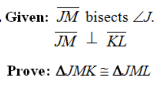 . Given: JM bisects ∠J.
JM ⊥ KL
Prove: ΔJMK ≅ ΔJML